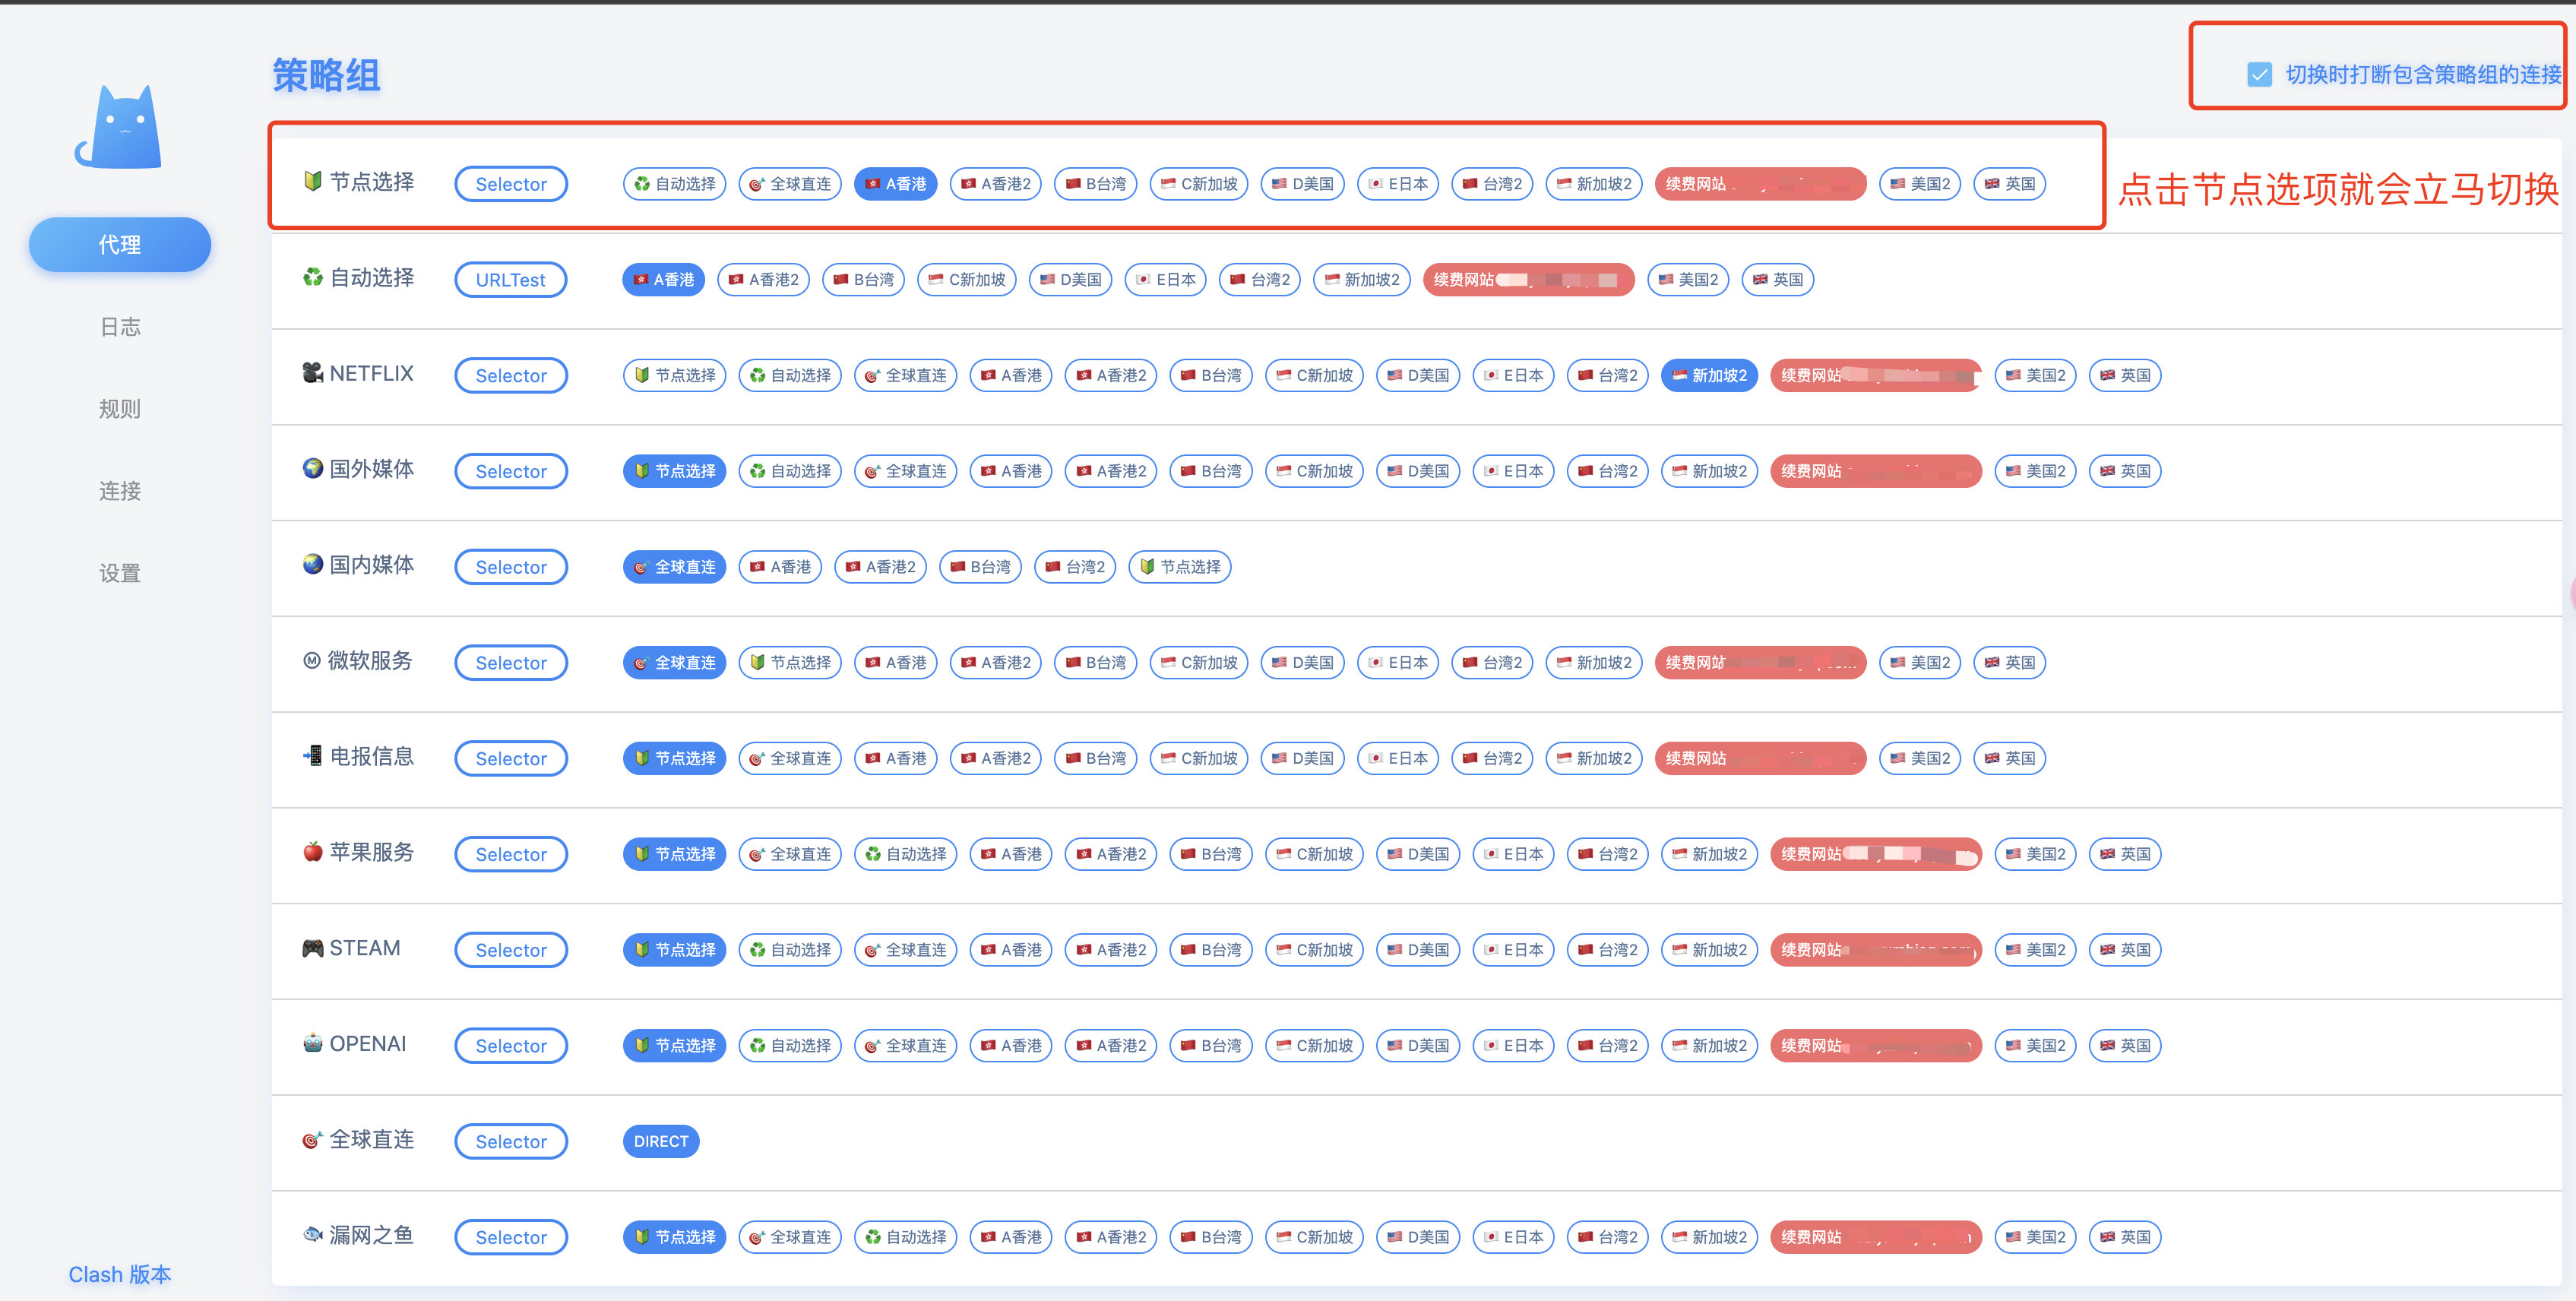 策略组
切换时打断包含策略组的连接
代理
日志
规则
连接
设置
Clash 版本
节点选择 Selector 自动选择 全球直连 A香港 A香港2 B台湾 C新加坡 D美国 E日本 台湾2 新加坡2 续费网站 美国2 英国
点击节点选项就会立马切换
自动选择 URLTest A香港 A香港2 B台湾 C新加坡 D美国 E日本 台湾2 新加坡2 续费网站 美国2 英国
NETFLIX Selector 节点选择 自动选择 全球直连 A香港 A香港2 B台湾 C新加坡 D美国 E日本 台湾2 新加坡2 续费网站 美国2 英国
国外媒体 Selector 节点选择 自动选择 全球直连 A香港 A香港2 B台湾 C新加坡 D美国 E日本 台湾2 新加坡2 续费网站 美国2 英国
国内媒体 Selector 全球直连 A香港 A香港2 B台湾 台湾2 节点选择
Ⓜ 微软服务 Selector 全球直连 节点选择 A香港 A香港2 B台湾 C新加坡 D美国 E日本 台湾2 新加坡2 续费网站 美国2 英国
电报信息 Selector 节点选择 全球直连 A香港 A香港2 B台湾 C新加坡 D美国 E日本 台湾2 新加坡2 续费网站 美国2 英国
苹果服务 Selector 节点选择 全球直连 自动选择 A香港 A香港2 B台湾 C新加坡 D美国 E日本 台湾2 新加坡2 续费网站 美国2 英国
STEAM Selector 节点选择 自动选择 全球直连 A香港 A香港2 B台湾 C新加坡 D美国 E日本 台湾2 新加坡2 续费网站 美国2 英国
OPENAI Selector 节点选择 自动选择 全球直连 A香港 A香港2 B台湾 C新加坡 D美国 E日本 台湾2 新加坡2 续费网站 美国2 英国
全球直连 Selector DIRECT
漏网之鱼 Selector 节点选择 全球直连 自动选择 A香港 A香港2 B台湾 C新加坡 D美国 E日本 台湾2 新加坡2 续费网站 美国2 英国